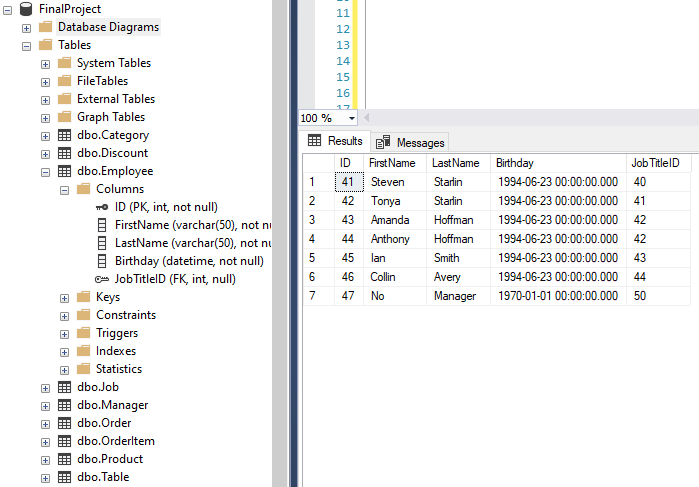 FinalProject
Database Diagrams
Tables
System Tables
FileTables
External Tables
Graph Tables
dbo.Category
dbo.Discount
dbo.Employee
Columns
ID (PK, int, not null)
FirstName (varchar(50), not nu
LastName (varchar(50), not nu
Birthday (datetime, not null)
JobTitleID (FK, int, null)
Keys
Constraints
Triggers
Indexes
Statistics
dbo.Job
dbo.Manager
dbo.Order
dbo.OrderItem
dbo.Product
dbo.Table
10
11
12
13
14
15
16
17
100 %
Results Messages
ID FirstName LastName Birthday JobTitleID
1 41 Steven Starlin 1994-06-23 00:00:00.000 40
2 42 Tonya Starlin 1994-06-23 00:00:00.000 41
3 43 Amanda Hoffman 1994-06-23 00:00:00.000 42
4 44 Anthony Hoffman 1994-06-23 00:00:00.000 42
5 45 Ian Smith 1994-06-23 00:00:00.000 43
6 46 Collin Avery 1994-06-23 00:00:00.000 44
7 47 No Manager 1970-01-01 00:00:00.000 50